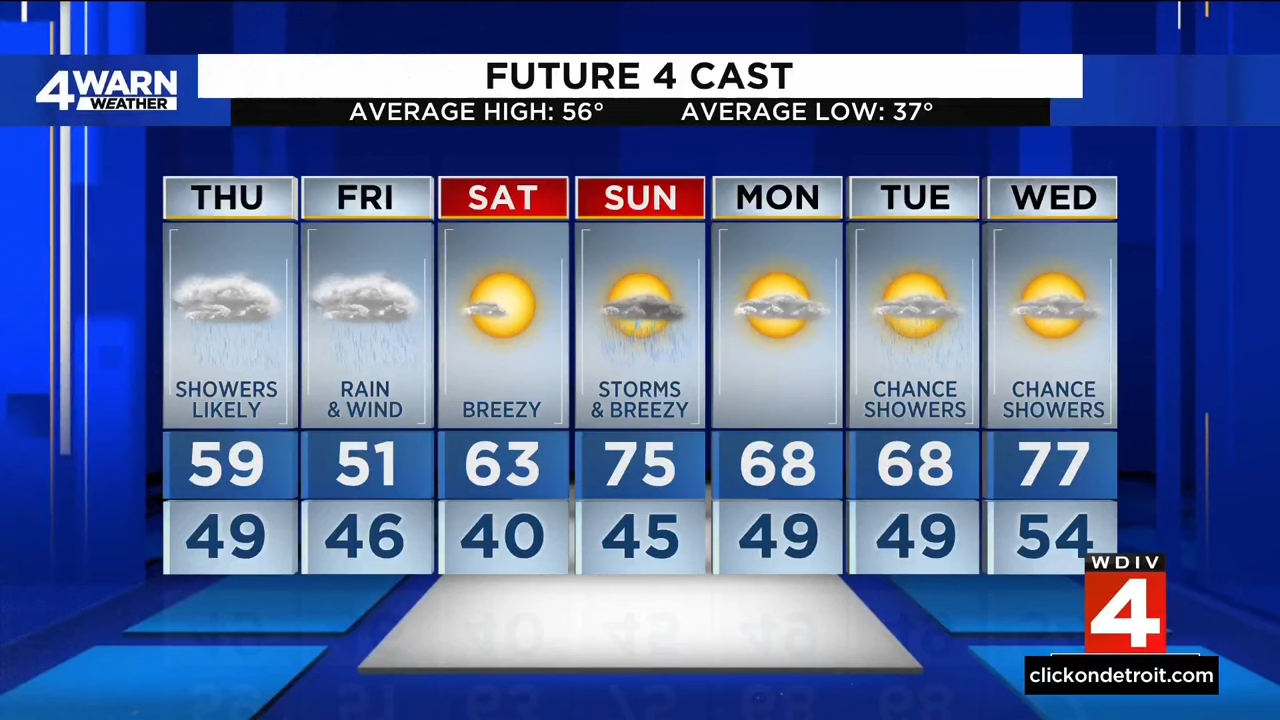 4WARN
WEATHER
FUTURE 4 CAST
AVERAGE HIGH: 56° AVERAGE LOW: 37°
THU FRI SAT SUN MON TUE WED
SHOWERS LIKELY
RAIN & WIND
BREEZY
STORMS & BREEZY
CHANCE SHOWERS
CHANCE SHOWERS
59 51 63 75 68 68 77
49 46 40 45 49 49 54
WDIV
4
clickondetroit.com